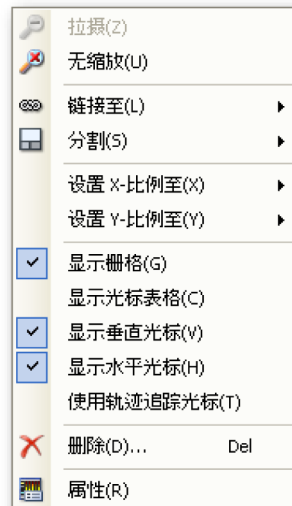 拉摄(Z)
无缩放(U)
链接至(L)
分割(S)
设置 X-比例至(X)
设置 Y-比例至(Y)
显示栅格(G)
显示光标表格(C)
显示垂直光标(V)
显示水平光标(H)
使用轨迹追踪光标(T)
删除(D)... Del
属性(R)